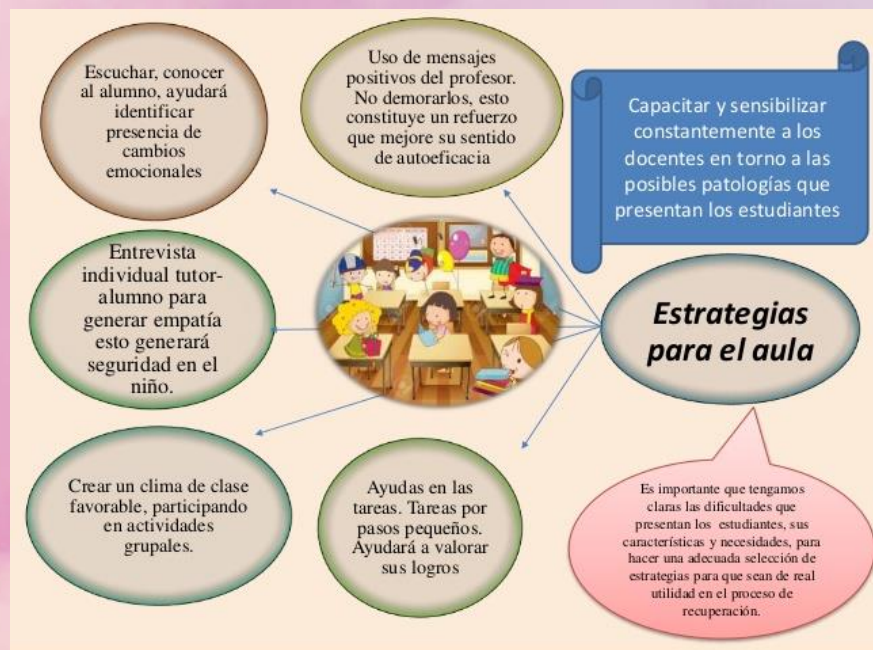 Escuchar, conocer
al alumno, ayudará
identificar
presencia de
cambios
emocionales
Uso de mensajes
positivos del profesor.
No demorarlos, esto
constituye un refuerzo
que mejore su sentido
de autoeficacia
Capacitar y sensibilizar
constantemente a los
docentes en torno a las
posibles patologías que
presentan los estudiantes
Entrevista
individual tutor-
alumno para
generar empatía
esto generará
seguridad en el
niño.
Estrategias
para el aula
Crear un clima de clase
favorable, participando
en actividades
grupales.
Ayudas en las
tareas. Tareas por
pasos pequeños.
Ayudará a valorar
sus logros
Es importante que tengamos
claras las dificultades que
presentan los estudiantes, sus
características y necesidades, para
hacer una adecuada selección de
estrategias para que sean de real
utilidad en el proceso de
recuperación.